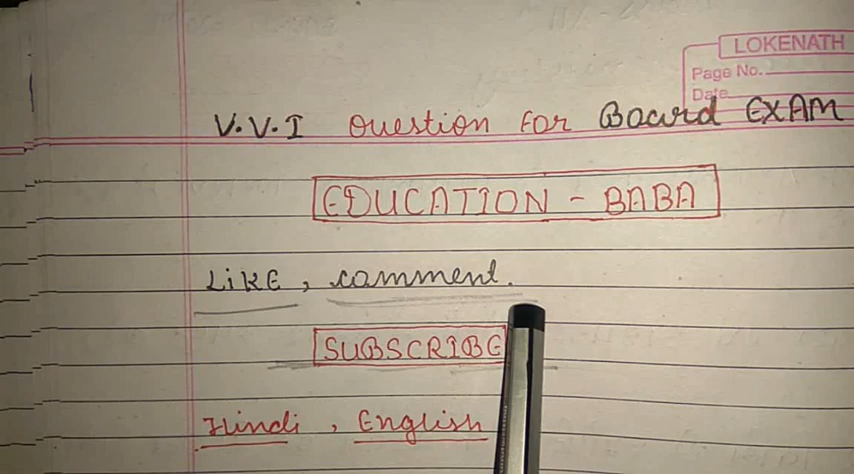 LOKENATH
Page No.
Date
V.V.I Question For Board EXAM
EDUCATION - BABA
LIKE, comment.
SUBSCRIBE
Hindi, English